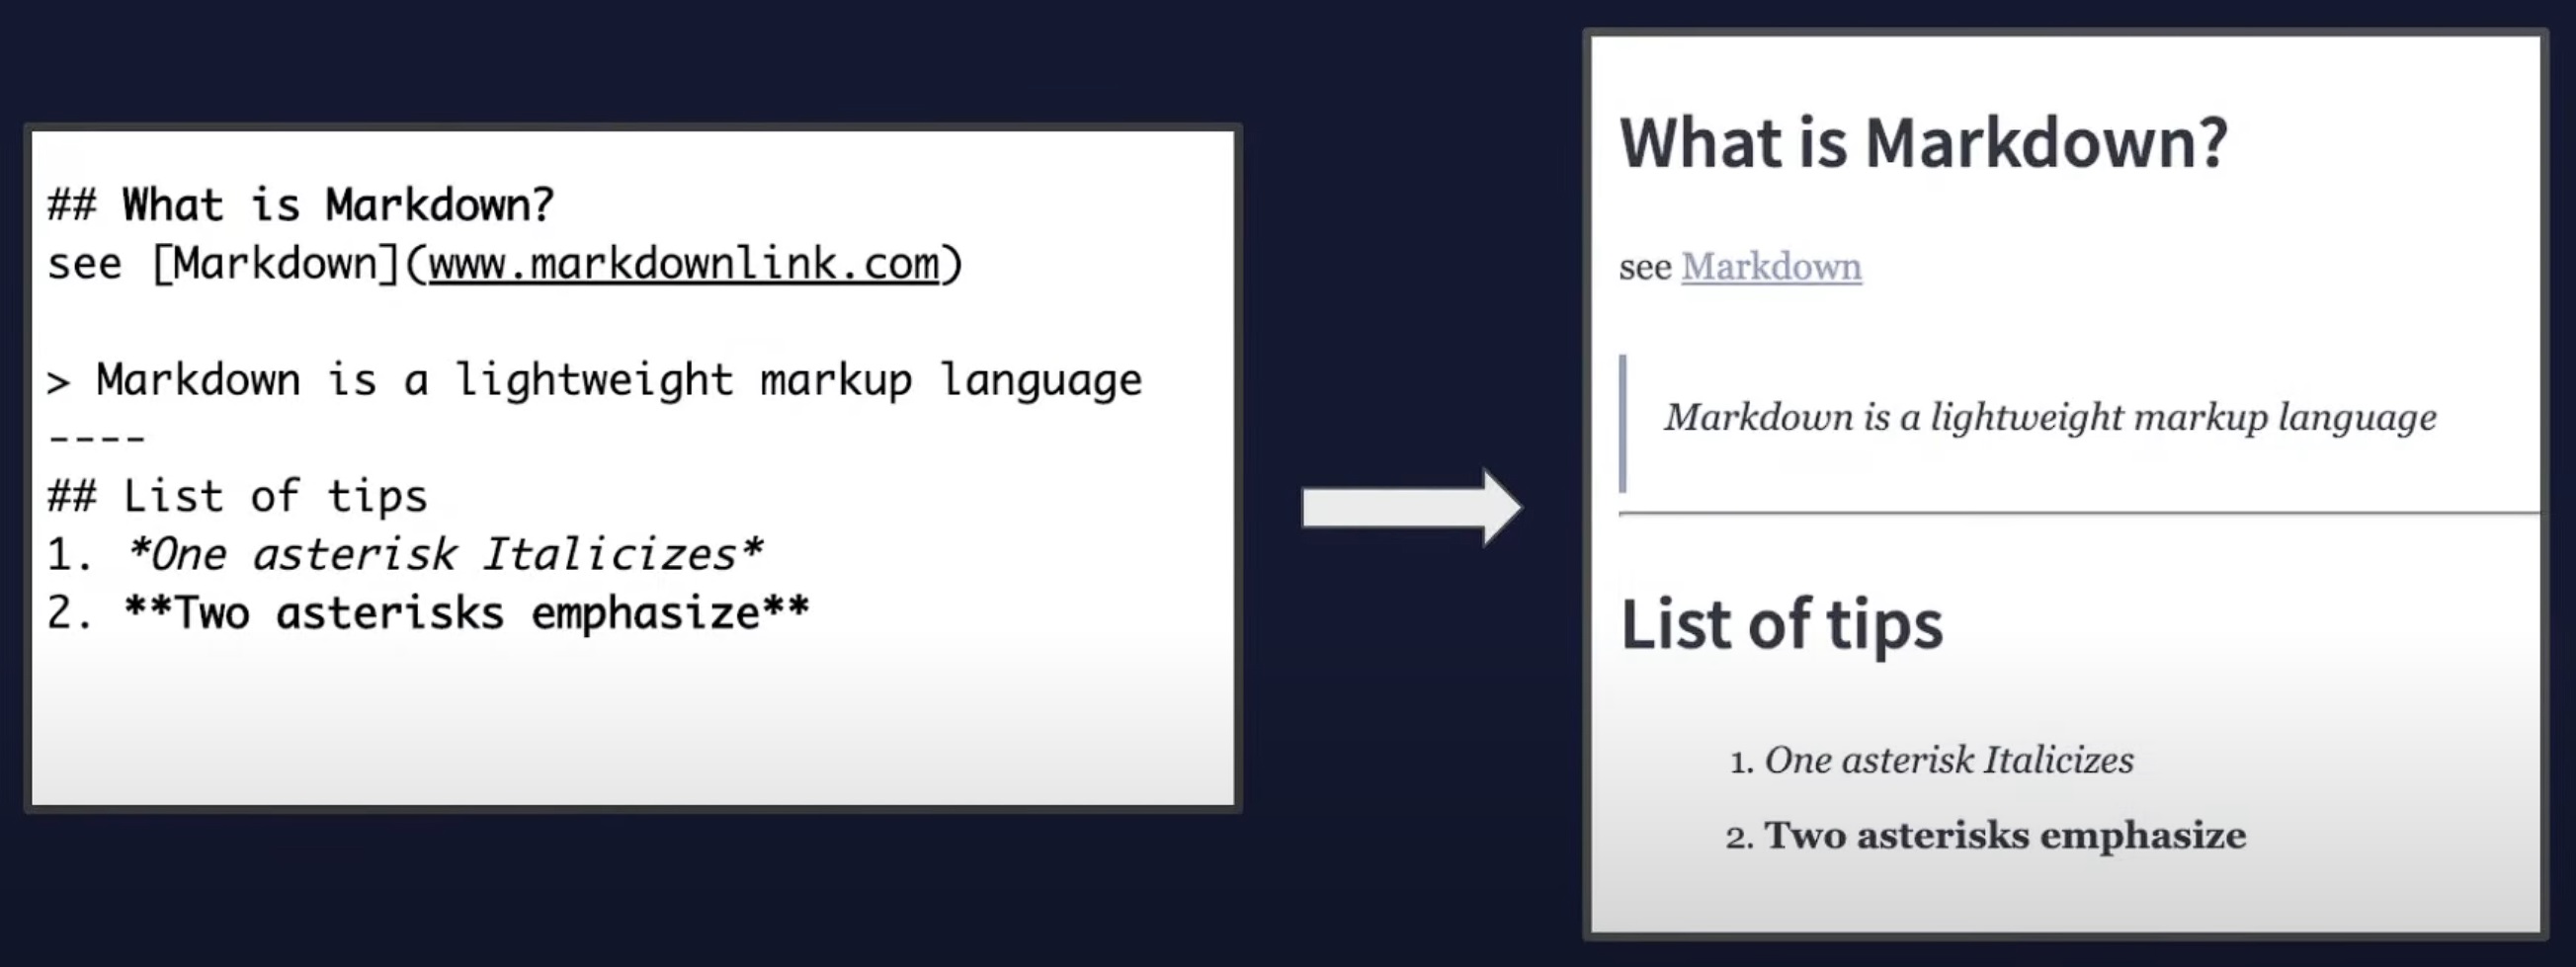 ## What is Markdown?
see [Markdown](www.markdownlink.com)
> Markdown is a lightweight markup language
----
## List of tips
1. *One asterisk Italicizes*
2. **Two asterisks emphasize**
What is Markdown?
see Markdown
Markdown is a lightweight markup language
List of tips
1. One asterisk Italicizes
2. Two asterisks emphasize